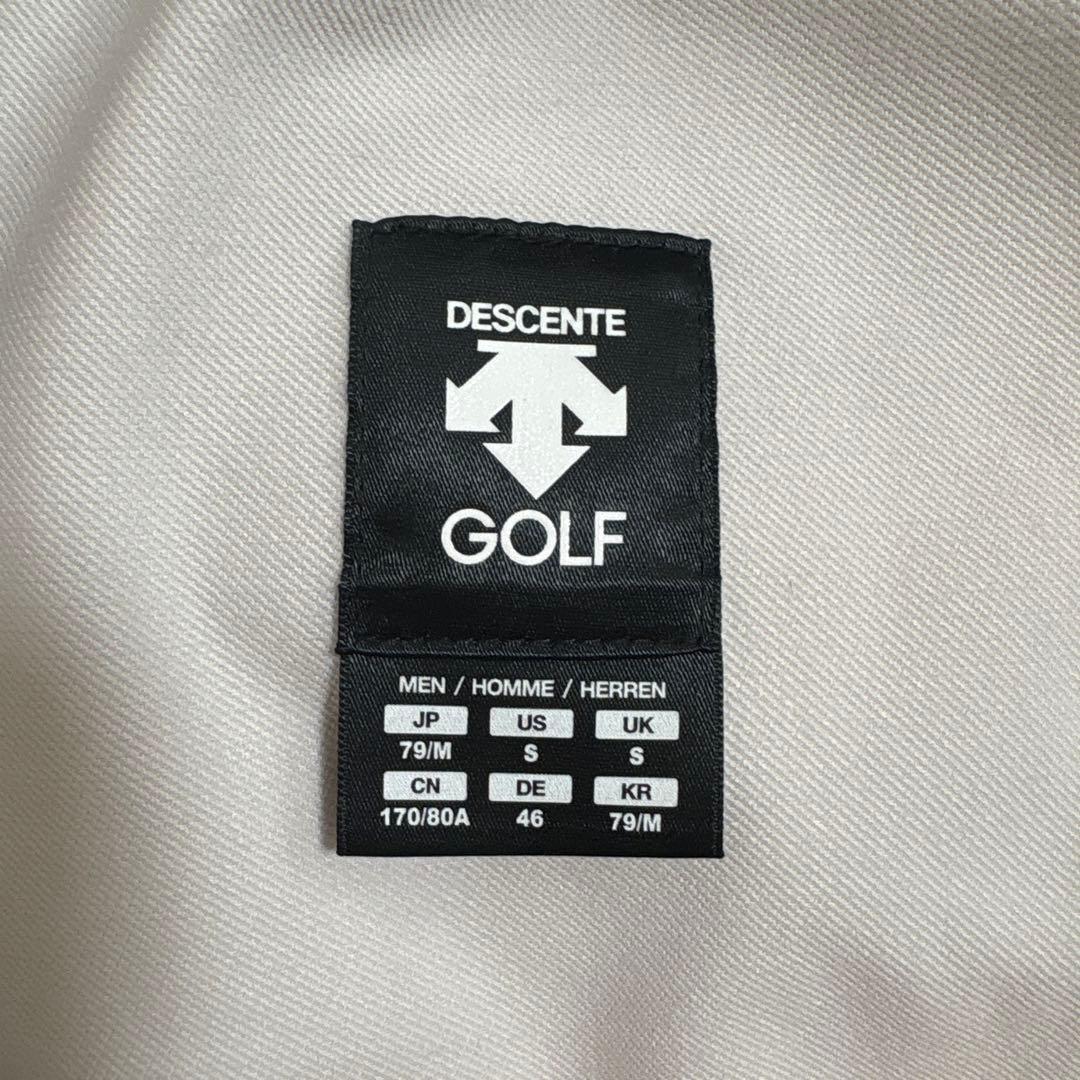 DESCENTE
GOLF
MEN / HOMME / HERREN
JP US UK
79/M S S
CN DE KR
170/80A 46 79/M